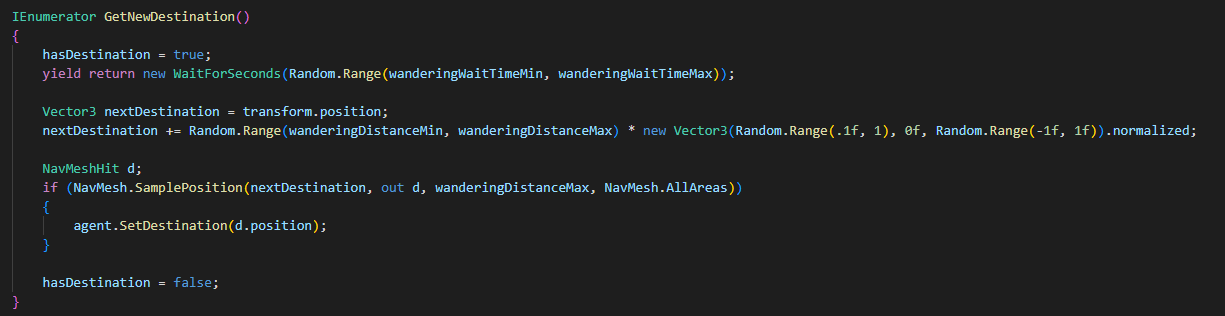 IEnumerator GetNewDestination()
{
    hasDestination = true;
    yield return new WaitForSeconds(Random.Range(wanderingWaitTimeMin, wanderingWaitTimeMax));

    Vector3 nextDestination = transform.position;
    nextDestination += Random.Range(wanderingDistanceMin, wanderingDistanceMax) * new Vector3(Random.Range(.1f, 1), 0f, Random.Range(-1f, 1f)).normalized;

    NavMeshHit d;
    if (NavMesh.SamplePosition(nextDestination, out d, wanderingDistanceMax, NavMesh.AllAreas))
    {
        agent.SetDestination(d.position);
    }

    hasDestination = false;
}